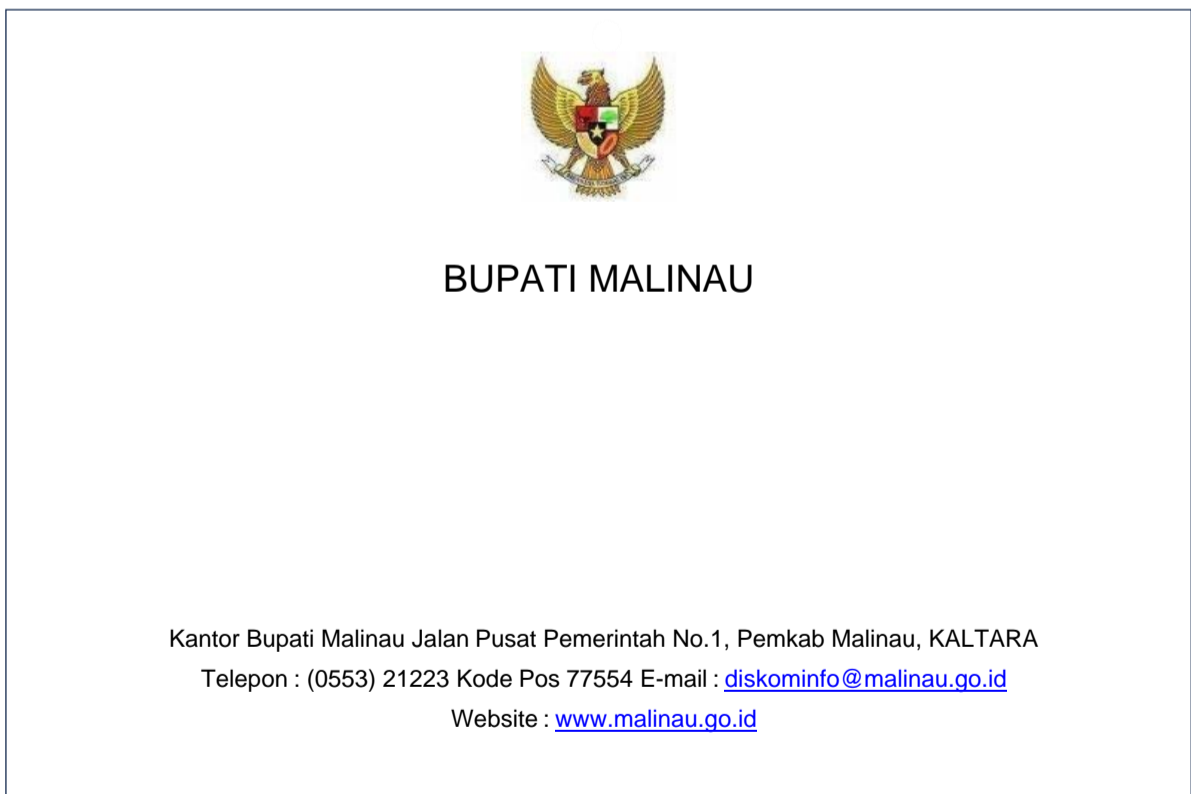 BUPATI MALINAU
Kantor Bupati Malinau Jalan Pusat Pemerintah No.1, Pemkab Malinau, KALTARA
Telepon : (0553) 21223 Kode Pos 77554 E-mail : diskominfo@malinau.go.id
Website : www.malinau.go.id